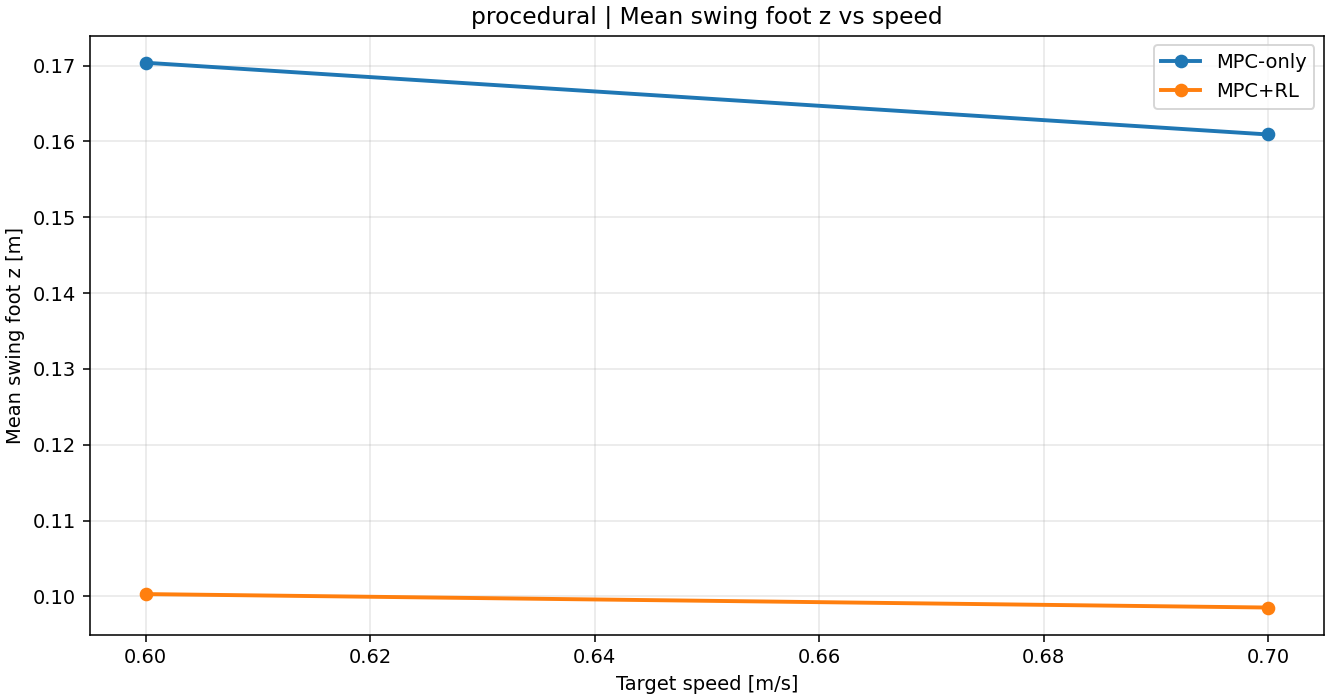 procedural | Mean swing foot z vs speed
MPC-only
MPC+RL
Mean swing foot z [m]
0.17
0.16
0.15
0.14
0.13
0.12
0.11
0.10
0.60
0.62
0.64
0.66
0.68
0.70
Target speed [m/s]